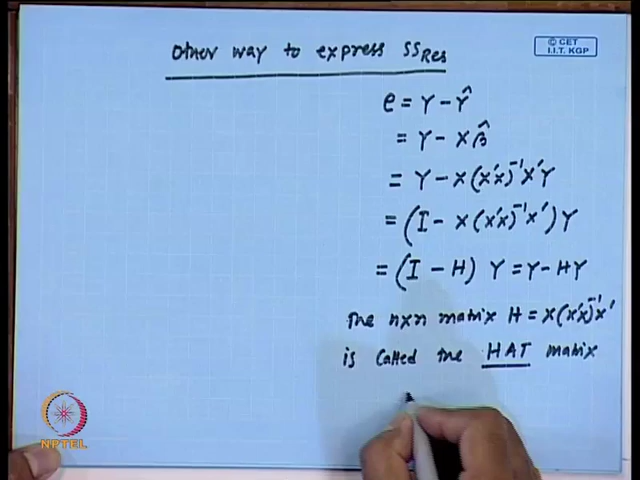 Other way to express SSRes
© CET
I.I.T. KGP
e = Y - Ŷ
= Y - Xβ̂
= Y - X(X'X)⁻¹X'Y
= (I - X(X'X)⁻¹X')Y
= (I - H) Y = Y - HY
The n×n matrix H = X(X'X)⁻¹X'
is called the HAT matrix
NPTEL